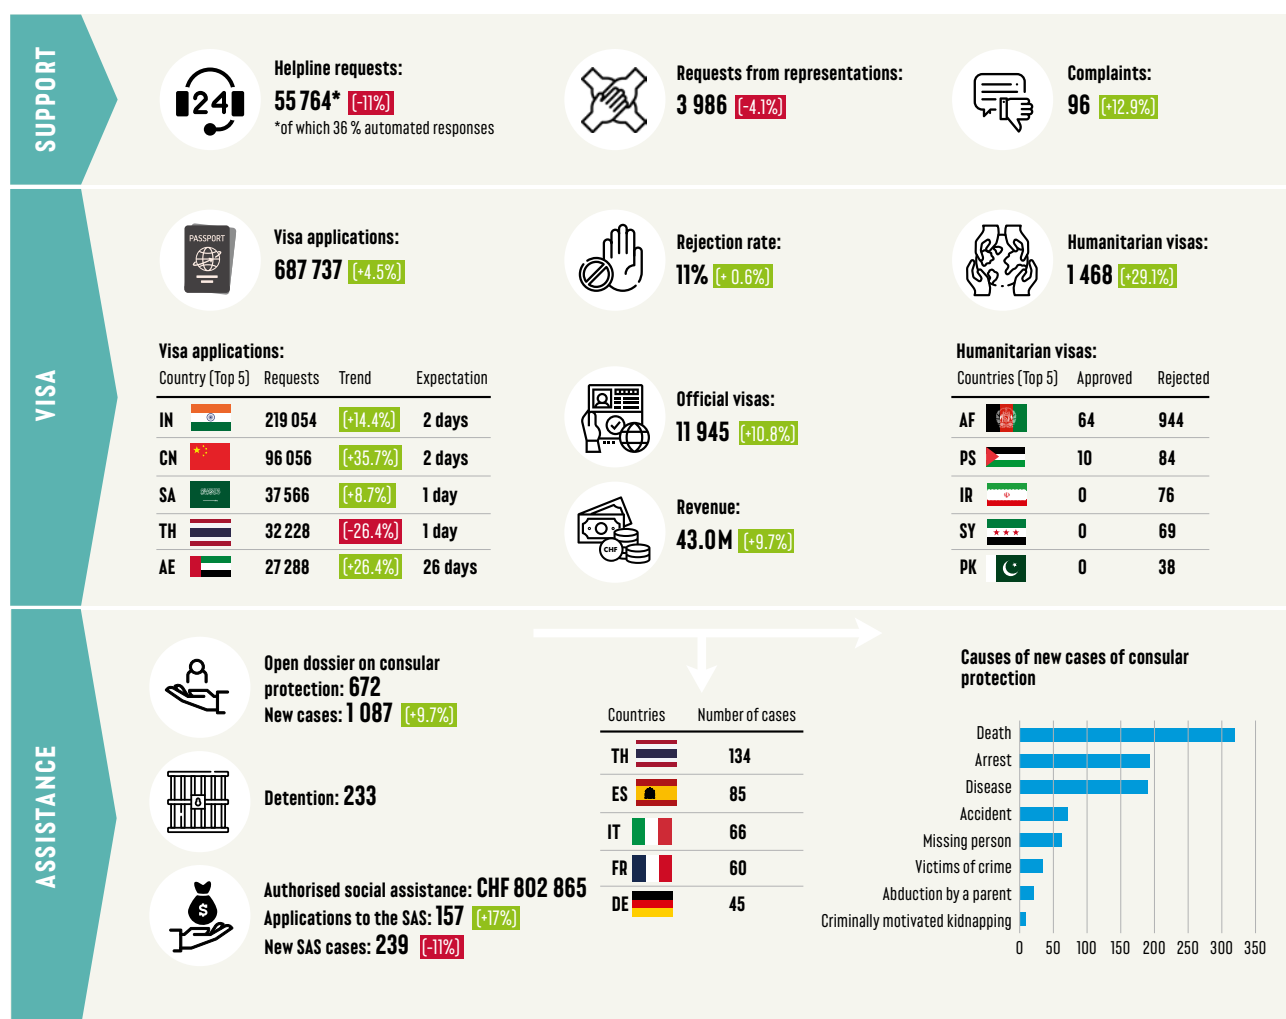 SUPPORT
24
Helpline requests:
55 764* (-11%)
*of which 36 % automated responses
Requests from representations:
3 986 (-4.1%)
Complaints:
96 (+12.9%)
VISA
PASSPORT
Visa applications:
687 737 (+4.5%)
Rejection rate:
11% (+ 0.6%)
Humanitarian visas:
1 468 (+29.1%)
Visa applications:
Country (Top 5) Requests Trend Expectation
IN 219 054 (+14.4%) 2 days
CN 96 056 (+35.7%) 2 days
SA 37 566 (+8.7%) 1 day
TH 32 228 (-26.4%) 1 day
AE 27 288 (+26.4%) 26 days
Official visas:
11 945 (+10.8%)
CHF
Revenue:
43.0M (+9.7%)
Humanitarian visas:
Countries (Top 5) Approved Rejected
AF 64 944
PS 10 84
IR 0 76
SY 0 69
PK 0 38
ASSISTANCE
Open dossier on consular
protection: 672
New cases: 1 087 (+9.7%)
Detention: 233
$
Authorised social assistance: CHF 802 865
Applications to the SAS: 157 (+17%)
New SAS cases: 239 (-11%)
Countries Number of cases
TH 134
ES 85
IT 66
FR 60
DE 45
Causes of new cases of consular
protection
Death
Arrest
Disease
Accident
Missing person
Victims of crime
Abduction by a parent
Criminally motivated kidnapping
0 50 100 150 200 250 300 350